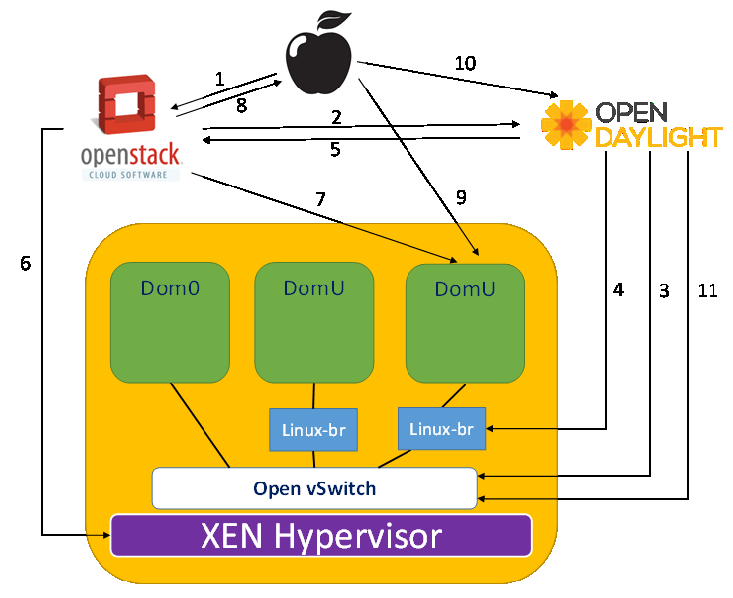 1
8
10
OPEN
DAYLIGHT
openstack
CLOUD SOFTWARE
2
5
7
9
6
4
3
11
Dom0
DomU
DomU
Linux-br
Linux-br
Open vSwitch
XEN Hypervisor